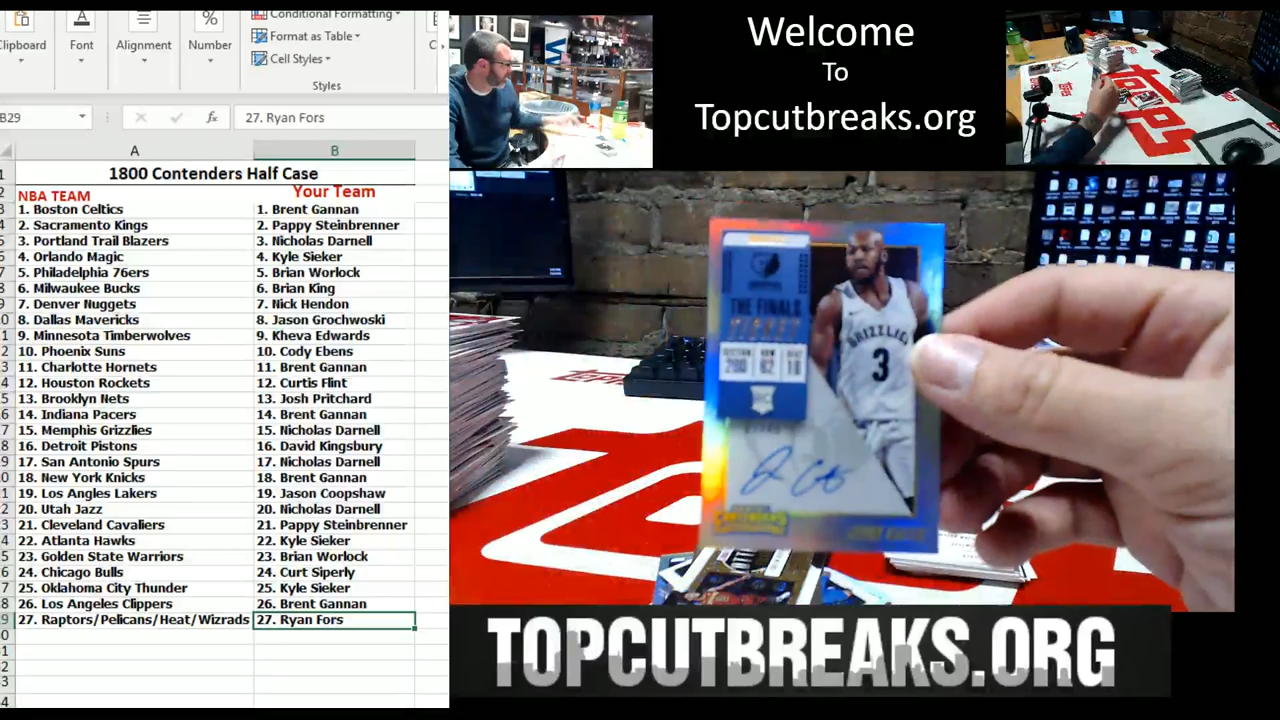 Clipboard
Font
Alignment
Number
%
Conditional Formatting
Format as Table
Cell Styles
Styles
B29
fx
27. Ryan Fors
A
B
1800 Contenders Half Case
NBA TEAM
Your Team
1. Boston Celtics
1. Brent Gannan
2. Sacramento Kings
2. Pappy Steinbrenner
3. Portland Trail Blazers
3. Nicholas Darnell
4. Orlando Magic
4. Kyle Sieker
5. Philadelphia 76ers
5. Brian Worlock
6. Milwaukee Bucks
6. Brian King
7. Denver Nuggets
7. Nick Hendon
8. Dallas Mavericks
8. Jason Grochwoski
9. Minnesota Timberwolves
9. Kheva Edwards
10. Phoenix Suns
10. Cody Ebens
11. Charlotte Hornets
11. Brent Gannan
12. Houston Rockets
12. Curtis Flint
13. Brooklyn Nets
13. Josh Pritchard
14. Indiana Pacers
14. Brent Gannan
15. Memphis Grizzlies
15. Nicholas Darnell
16. Detroit Pistons
16. David Kingsbury
17. San Antonio Spurs
17. Nicholas Darnell
18. New York Knicks
18. Brent Gannan
19. Los Angles Lakers
19. Jason Coopshaw
20. Utah Jazz
20. Nicholas Darnell
21. Cleveland Cavaliers
21. Pappy Steinbrenner
22. Atlanta Hawks
22. Kyle Sieker
23. Golden State Warriors
23. Brian Worlock
24. Chicago Bulls
24. Curt Siperly
25. Oklahoma City Thunder
25. Kyle Sieker
26. Los Angeles Clippers
26. Brent Gannan
27. Raptors/Pelicans/Heat/Wizrads
27. Ryan Fors
Welcome
To
Topcutbreaks.org
topps
THE FINALS
TICKET
SECTION ROW SEAT
200 82 18
RC
GRIZZLIES
3
CONTENDERS
TOPCUTBREAKS.ORG